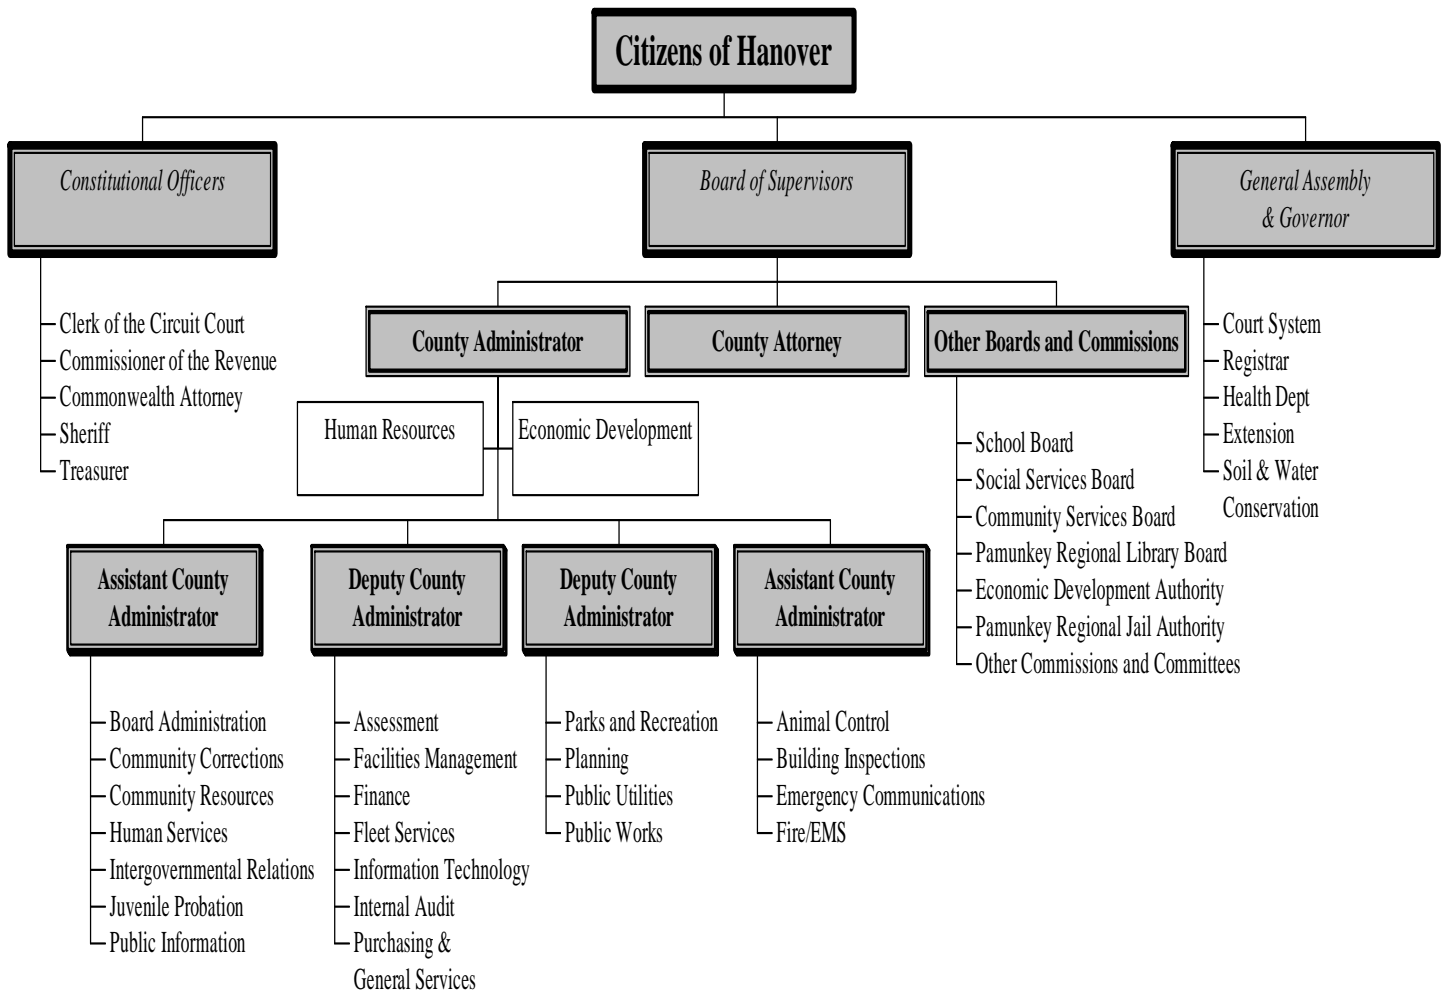 Citizens of Hanover
Constitutional Officers
Board of Supervisors
General Assembly
& Governor
Clerk of the Circuit Court
Commissioner of the Revenue
Commonwealth Attorney
Sheriff
Treasurer
County Administrator
County Attorney
Other Boards and Commissions
Court System
Registrar
Health Dept
Extension
Soil & Water
Conservation
Human Resources
Economic Development
School Board
Social Services Board
Community Services Board
Pamunkey Regional Library Board
Economic Development Authority
Pamunkey Regional Jail Authority
Other Commissions and Committees
Assistant County
Administrator
Deputy County
Administrator
Deputy County
Administrator
Assistant County
Administrator
Board Administration
Community Corrections
Community Resources
Human Services
Intergovernmental Relations
Juvenile Probation
Public Information
Assessment
Facilities Management
Finance
Fleet Services
Information Technology
Internal Audit
Purchasing &
General Services
Parks and Recreation
Planning
Public Utilities
Public Works
Animal Control
Building Inspections
Emergency Communications
Fire/EMS